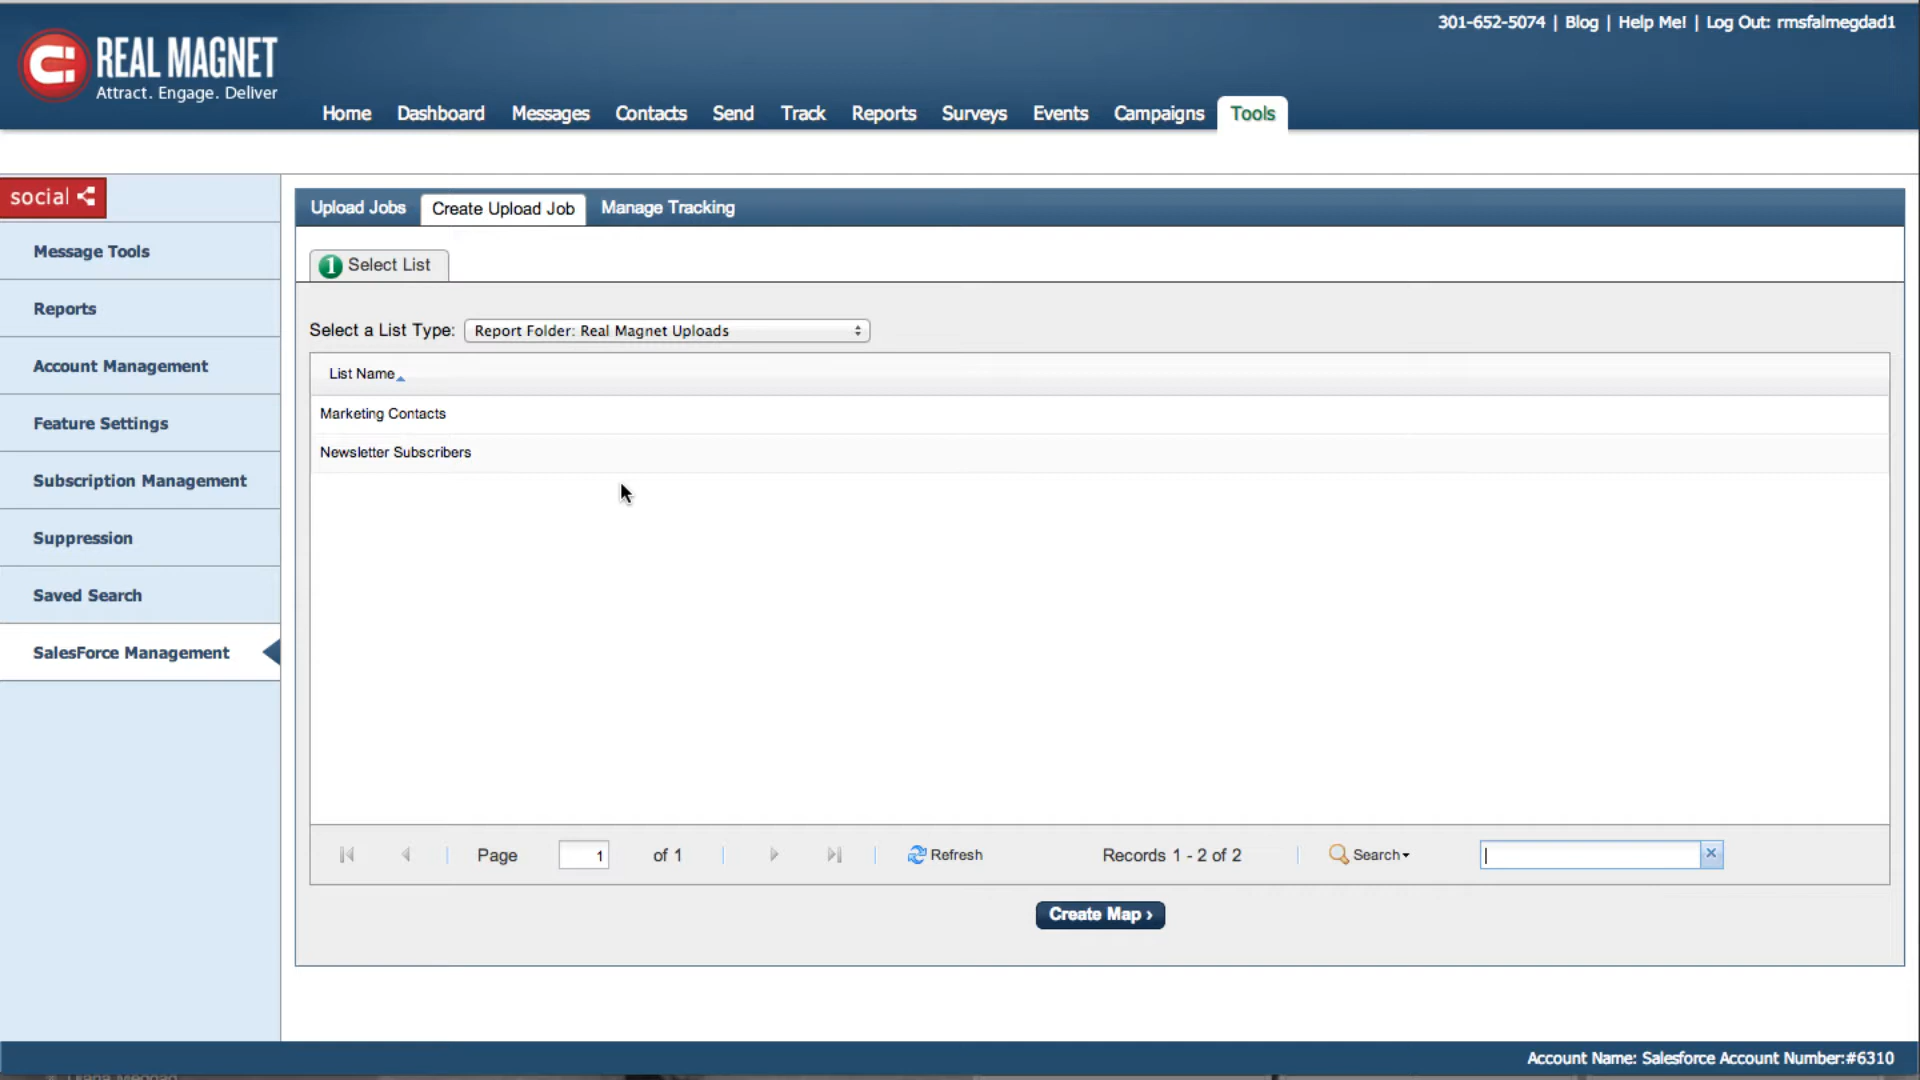 301-652-5074 | Blog | Help Me! | Log Out: rmsfalmegdad1
REAL MAGNET
Attract. Engage. Deliver
Home Dashboard Messages Contacts Send Track Reports Surveys Events Campaigns Tools
social
Message Tools
Reports
Account Management
Feature Settings
Subscription Management
Suppression
Saved Search
SalesForce Management
Upload Jobs Create Upload Job Manage Tracking
1 Select List
Select a List Type: Report Folder: Real Magnet Uploads
List Name
Marketing Contacts
Newsletter Subscribers
Page 1 of 1 Refresh Records 1 - 2 of 2 Search
Create Map ›
Account Name: Salesforce Account Number:#6310